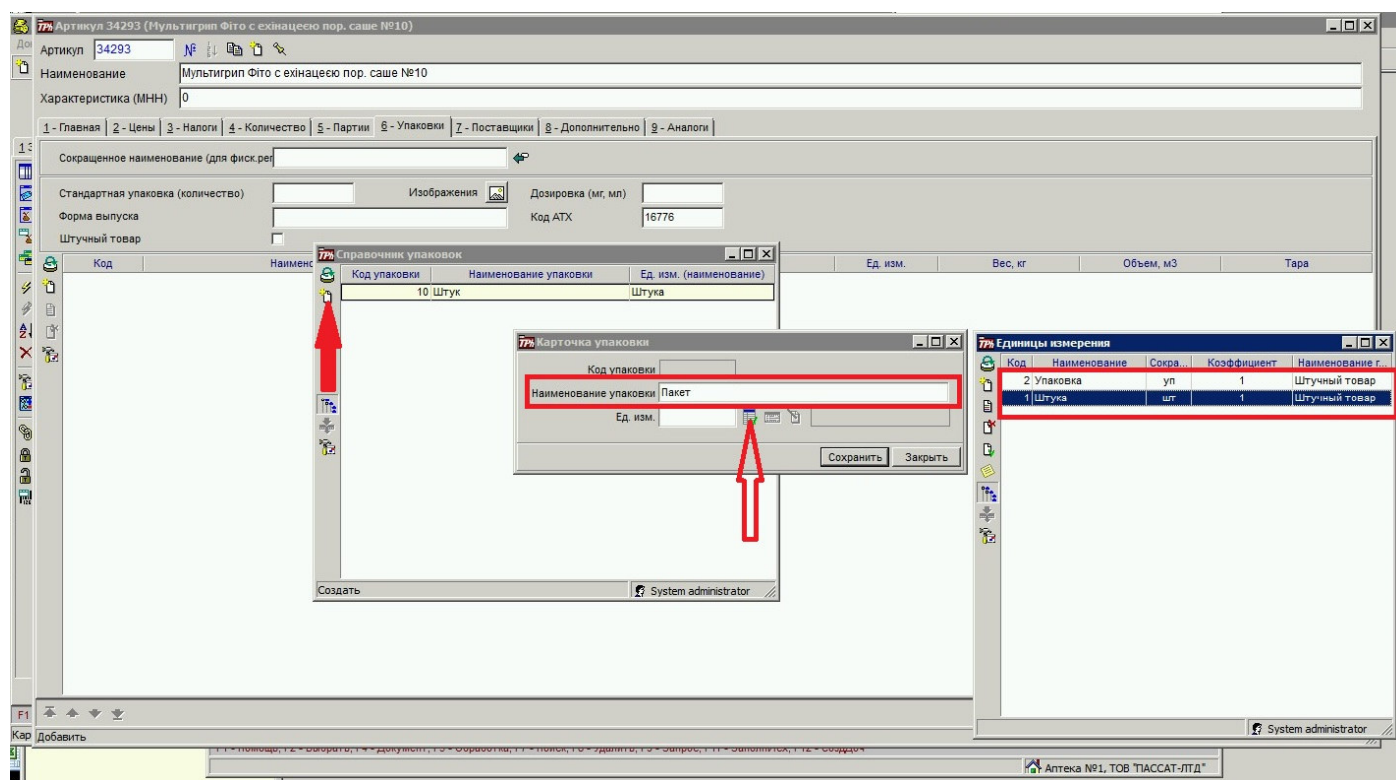 Артикул 34293 (Мультигрип Фіто с ехінацеєю пор. саше №10)
Артикул 34293
Наименование Мультигрип Фіто с ехінацеєю пор. саше №10
Характеристика (МНН) 0
1 - Главная 2 - Цены 3 - Налоги 4 - Количество 5 - Партии 6 - Упаковки 7 - Поставщики 8 - Дополнительно 9 - Аналоги
Сокращенное наименование (для фиск.рег
Стандартная упаковка (количество) Изображения Дозировка (мг, мл)
Форма выпуска Код АТХ 16776
Штучный товар
Код Наименс Ед. изм. Вес, кг Объем, м3 Тара
Справочник упаковок
Код упаковки Наименование упаковки Ед. изм. (наименование)
10 Штук Штука
Создать System administrator
Карточка упаковки
Код упаковки
Наименование упаковки Пакет
Ед. изм.
Сохранить Закрыть
Единицы измерения
Код Наименование Сокра... Коэффициент Наименование г...
2 Упаковка уп 1 Штучный товар
1 Штука шт 1 Штучный товар
System administrator
F1
Кар Добавить
Аптека №1, ТОВ "ПАССАТ-ЛТД"